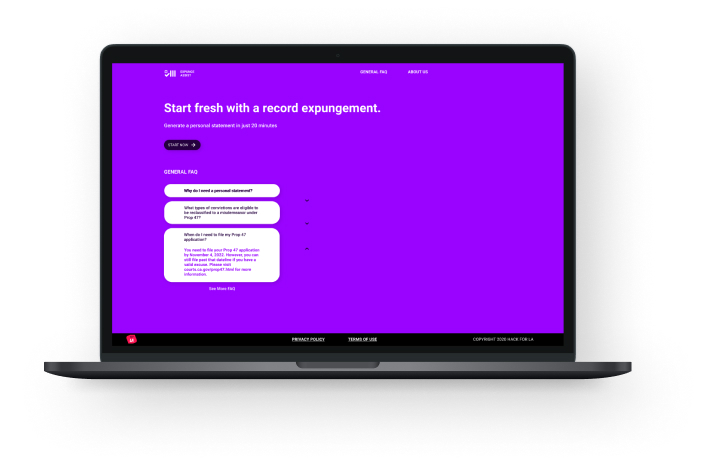 EXPUNGE
ASSIST
GENERAL FAQ
ABOUT US
Start fresh with a record expungement.
Generate a personal statement in just 20 minutes
START NOW
GENERAL FAQ
Why do I need a personal statement?
What types of convictions are eligible to
be reclassified to a misdemeanor under
Prop 47?
When do I need to file my Prop 47
application?
You need to file your Prop 47 application
by November 4, 2022. However, you can
still file past that dateline if you have a
valid excuse. Please visit
courts.ca.gov/prop47.html for more
information.
See More FAQ
LA
PRIVACY POLICY
TERMS OF USE
COPYRIGHT 2020 HACK FOR LA